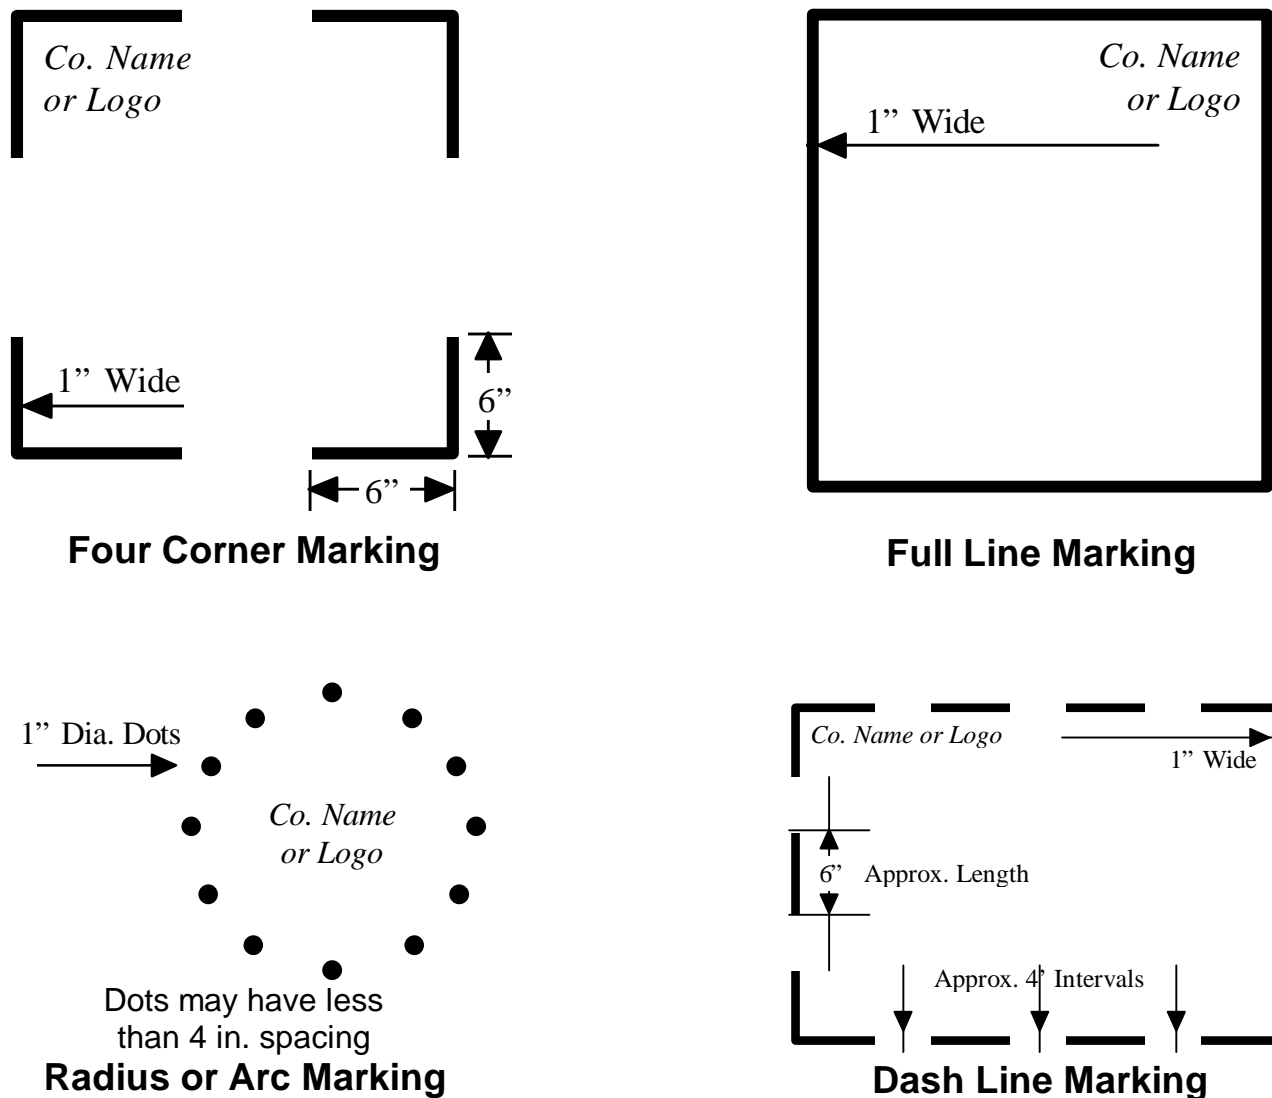 Co. Name
or Logo
1” Wide
6”
6”
Four Corner Marking
Co. Name
or Logo
1” Wide
Full Line Marking
1” Dia. Dots
Co. Name
or Logo
Dots may have less
than 4 in. spacing
Radius or Arc Marking
Co. Name or Logo
1” Wide
6” Approx. Length
Approx. 4’ Intervals
Dash Line Marking